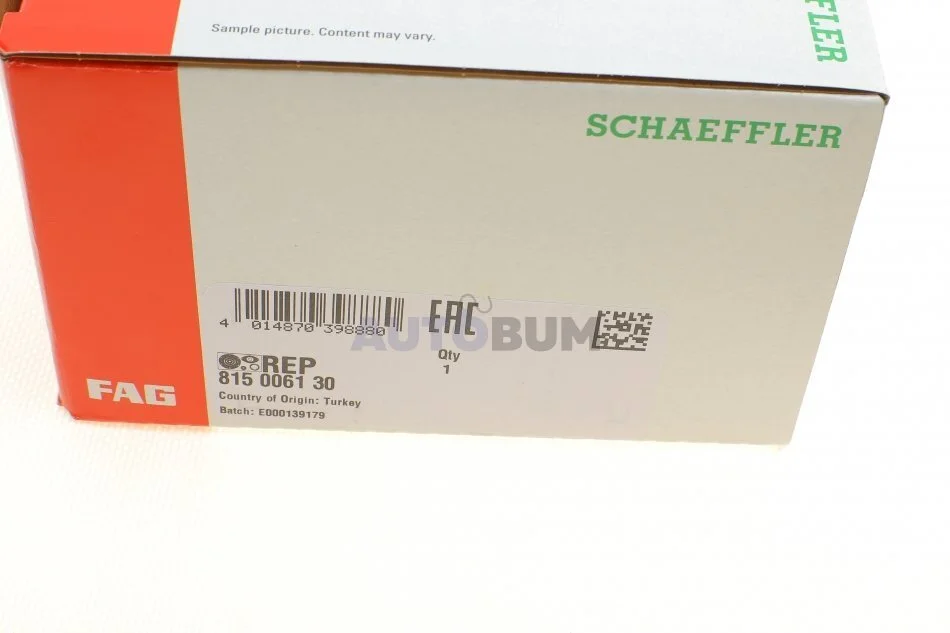 Sample picture. Content may vary.
FLER
SCHAEFFLER
4 014870 398880
EAC
AUTOBUM
Qty
1
REP
815 0061 30
Country of Origin: Turkey
Batch: E000139179
FAG